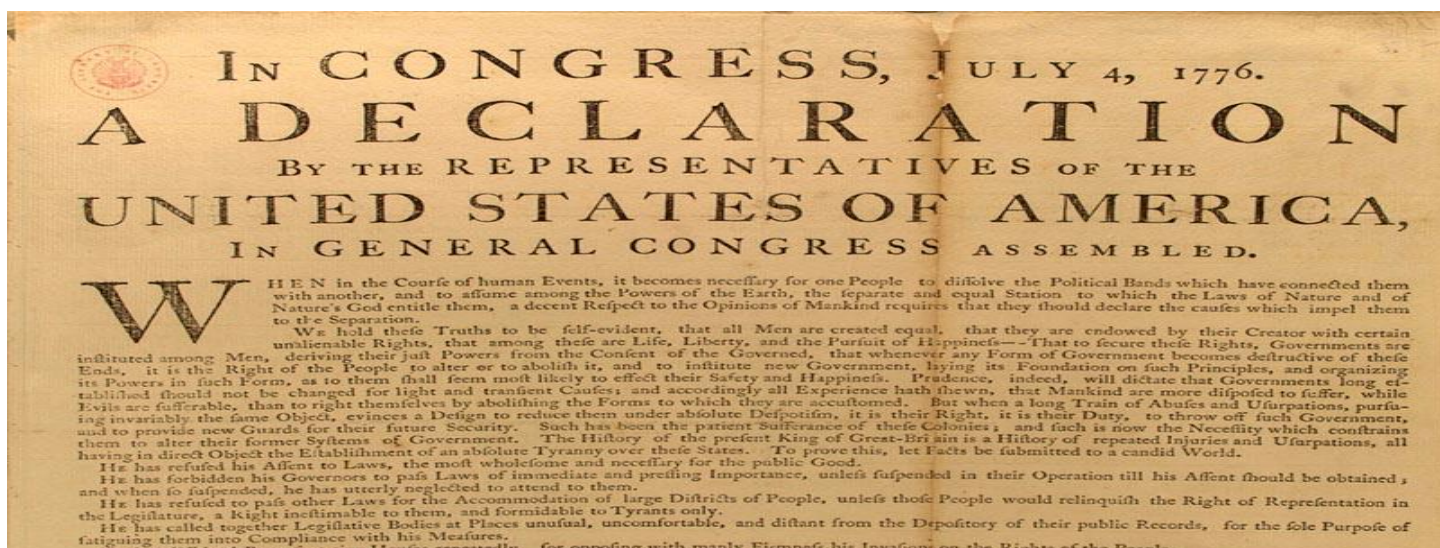 IN CONGRESS, JULY 4, 1776.
A DECLARATION
BY THE REPRESENTATIVES OF THE
UNITED STATES OF AMERICA,
IN GENERAL CONGRESS ASSEMBLED.
WHEN in the Courſe of human Events, it becomes neceſſary for one People to diſſolve the Political Bands which have connected them
with another, and to aſſume among the Powers of the Earth, the ſeparate and equal Station to which the Laws of Nature and of
Nature's God entitle them, a decent Reſpect to the Opinions of Mankind requires that they ſhould declare the cauſes which impel them
to the Separation.
WE hold theſe Truths to be ſelf-evident, that all Men are created equal, that they are endowed by their Creator with certain
unalienable Rights, that among theſe are Life, Liberty, and the Purſuit of Happineſs—-That to ſecure theſe Rights, Governments are
inſtituted among Men, deriving their juſt Powers from the Conſent of the Governed, that whenever any Form of Government becomes deſtructive of theſe
Ends, it is the Right of the People to alter or to aboliſh it, and to inſtitute new Government, laying its Foundation on ſuch Principles, and organizing
its Powers in ſuch Form, as to them ſhall ſeem moſt likely to effect their Safety and Happineſs. Prudence, indeed, will dictate that Governments long eſ-
tabliſhed ſhould not be changed for light and tranſient Cauſes; and accordingly all Experience hath ſhewn, that Mankind are more diſpoſed to ſuffer, while
Evils are ſufferable, than to right themſelves by aboliſhing the Forms to which they are accuſtomed. But when a long Train of Abuſes and Uſurpations, purſu-
ing invariably the ſame Object, evinces a Deſign to reduce them under abſolute Deſpotiſm, it is their Right, it is their Duty, to throw off ſuch Government,
and to provide new Guards for their future Security. Such has been the patient Sufferance of theſe Colonies; and ſuch is now the Neceſſity which conſtrains
them to alter their former Syſtems of Government. The Hiſtory of the preſent King of Great-Britain is a Hiſtory of repeated Injuries and Uſurpations, all
having in direct Object the Eſtabliſhment of an abſolute Tyranny over theſe States. To prove this, let Facts be ſubmitted to a candid World.
HE has refuſed his Aſſent to Laws, the moſt wholeſome and neceſſary for the public Good.
HE has forbidden his Governors to paſs Laws of immediate and preſſing Importance, unleſs ſuſpended in their Operation till his Aſſent ſhould be obtained;
and when ſo ſuſpended, he has utterly neglected to attend to them.
HE has refuſed to paſs other Laws for the Accommodation of large Diſtricts of People, unleſs thoſe People would relinquiſh the Right of Representation in
the Legiſlature, a Right ineſtimable to them, and formidable to Tyrants only.
HE has called together Legiſlative Bodies at Places unuſual, uncomfortable, and diſtant from the Depoſitory of their public Records, for the ſole Purpoſe of
fatiguing them into Compliance with his Meaſures.
for oppoſing with manly Firmneſs his Invaſions on the Rights of the People.